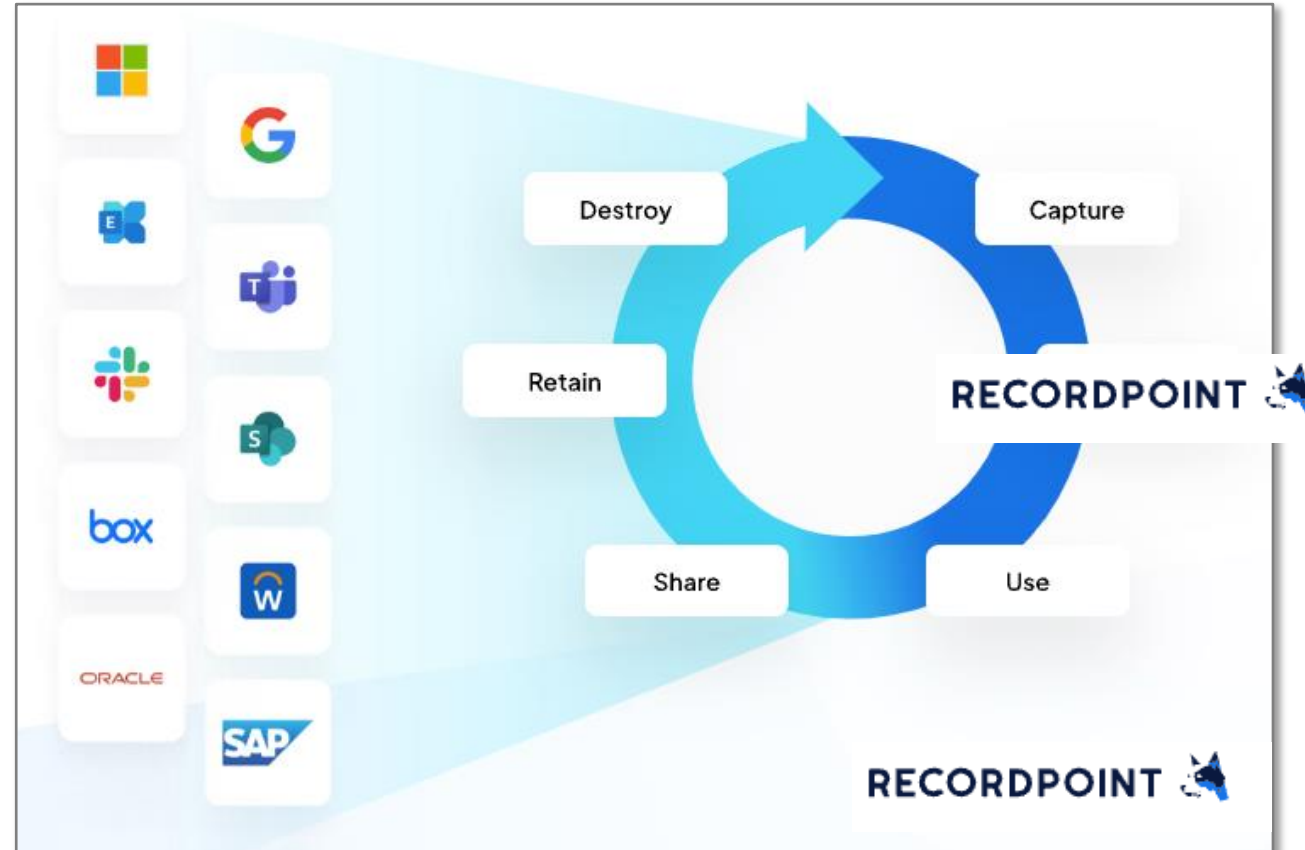 G
E
T
S
box
W
ORACLE
SAP
Destroy
Capture
Retain
RECORDPOINT
Share
Use
RECORDPOINT